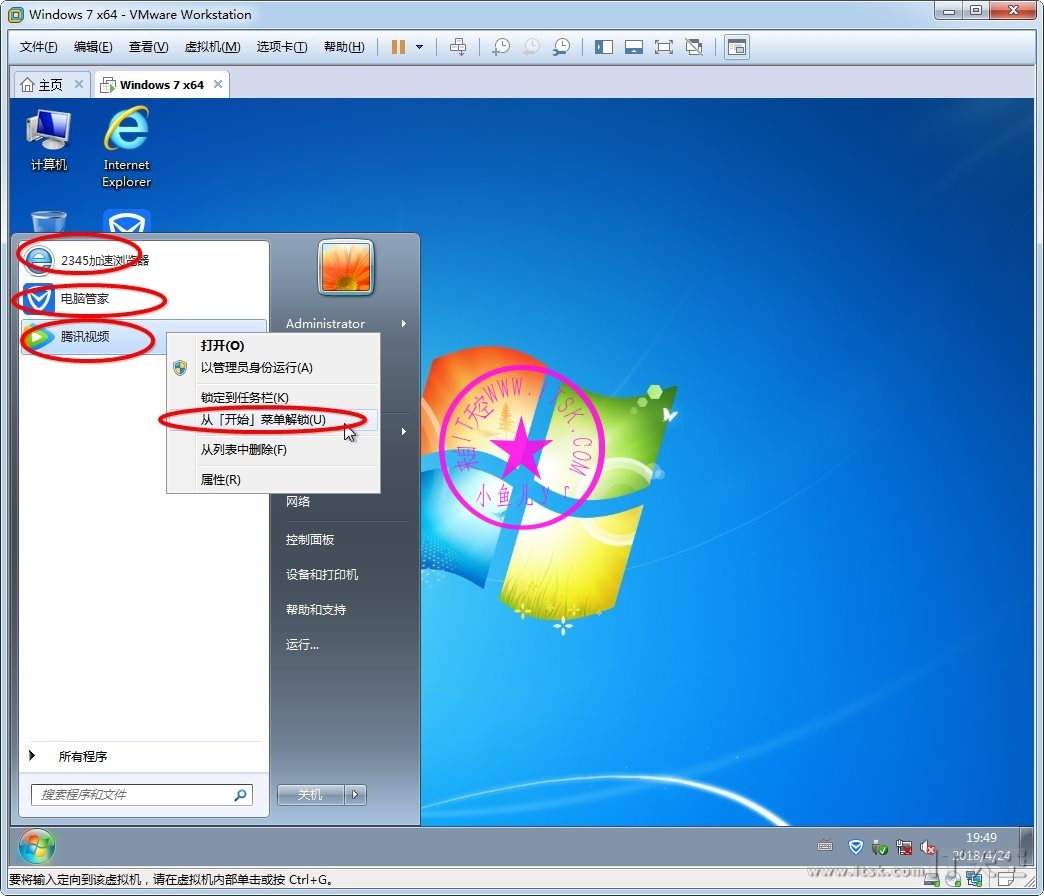 Windows 7 x64 - VMware Workstation
文件(F) 编辑(E) 查看(V) 虚拟机(M) 选项卡(T) 帮助(H)
主页 Windows 7 x64
计算机
Internet Explorer
2345加速浏览器
电脑管家
腾讯视频
Administrator
打开(O)
以管理员身份运行(A)
锁定到任务栏(K)
从「开始」菜单解锁(U)
从列表中删除(F)
属性(R)
网络
控制面板
设备和打印机
帮助和支持
运行...
所有程序
搜索程序和文件
关机
小鱼儿yr
19:49
2018/4/24
www.itsk.com
要将输入定向到该虚拟机，请在虚拟机内部单击或按 Ctrl+G。